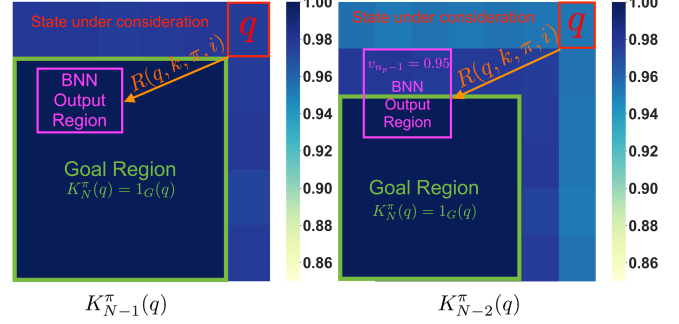 State under consideration
q
R(q, k, π, i)
BNN
Output
Region
Goal Region
K_N^π(q) = 1_G(q)
K_{N-1}^π(q)
1.00
0.98
0.96
0.94
0.92
0.90
0.88
0.86
State under consideration
q
R(q, k, π, i)
v_{n_p-1} = 0.95
BNN
Output
Region
Goal Region
K_N^π(q) = 1_G(q)
K_{N-2}^π(q)
1.00
0.98
0.96
0.94
0.92
0.90
0.88
0.86